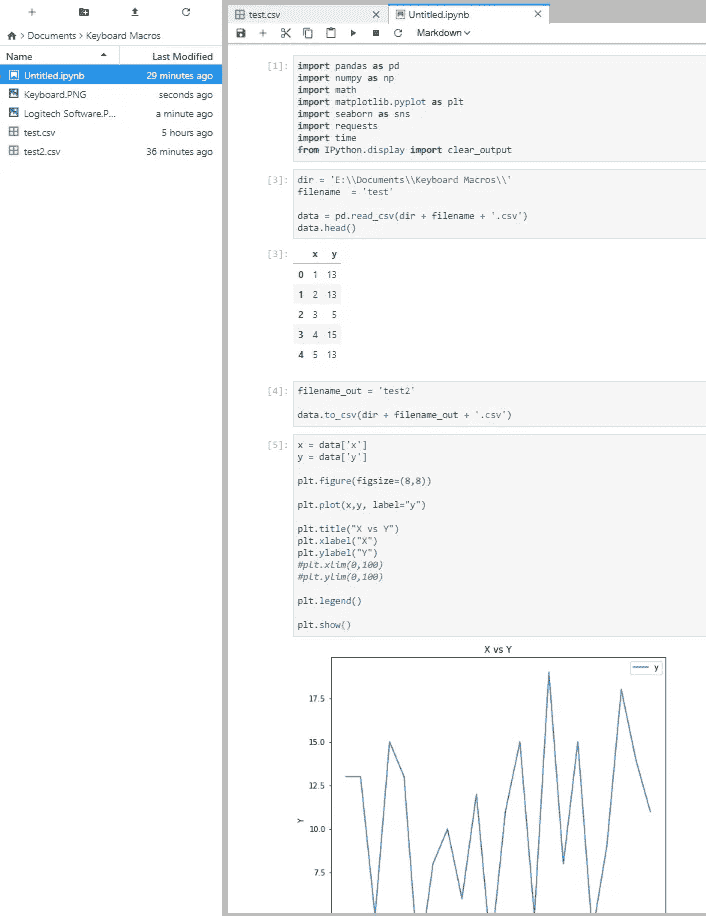 test.csv
Untitled.ipynb
Markdown
Documents > Keyboard Macros
Name Last Modified
Untitled.ipynb 29 minutes ago
Keyboard.PNG seconds ago
Logitech Software.P... a minute ago
test.csv 5 hours ago
test2.csv 36 minutes ago
[1]: import pandas as pd
import numpy as np
import math
import matplotlib.pyplot as plt
import seaborn as sns
import requests
import time
from IPython.display import clear_output
[3]: dir = 'E:\\Documents\\Keyboard Macros\\'
filename  = 'test'
data = pd.read_csv(dir + filename + '.csv')
data.head()
[3]: x y
0 1 13
1 2 13
2 3 5
3 4 15
4 5 13
[4]: filename_out = 'test2'
data.to_csv(dir + filename_out + '.csv')
[5]: x = data['x']
y = data['y']
plt.figure(figsize=(8,8))
plt.plot(x,y, label="y")
plt.title("X vs Y")
plt.xlabel("X")
plt.ylabel("Y")
#plt.xlim(0,100)
#plt.ylim(0,100)
plt.legend()
plt.show()
X vs Y
y
17.5
15.0
12.5
Y
10.0
7.5